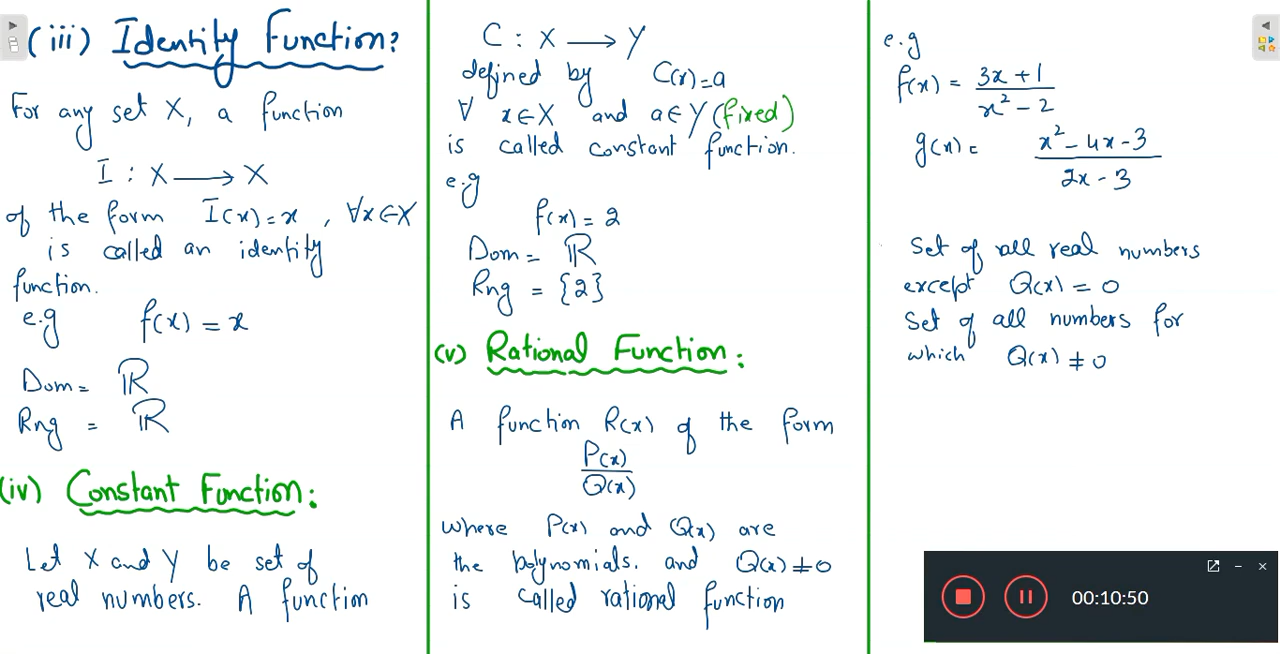 (iii) Identity Function:
For any set X, a function
I : X ⟶ X
of the form I(x)=x , ∀x∈X
is called an identity
function.
e.g f(x) = x
Dom = ℝ
Rng = ℝ
(iv) Constant Function:
Let X and Y be set of
real numbers. A function
C : X ⟶ Y
defined by C(x)=a
∀ x∈X and a∈Y (fixed)
is called constant function.
e.g
f(x) = 2
Dom = ℝ
Rng = {2}
(v) Rational Function:
A function R(x) of the form
P(x)
Q(x)
where P(x) and Q(x) are
the polynomials. and Q(x)≠0
is called rational function
e.g
f(x) = 3x+1 / x²-2
g(x) = x²-4x-3 / 2x-3
Set of all real numbers
except Q(x) = 0
Set of all numbers for
which Q(x) ≠ 0
00:10:50